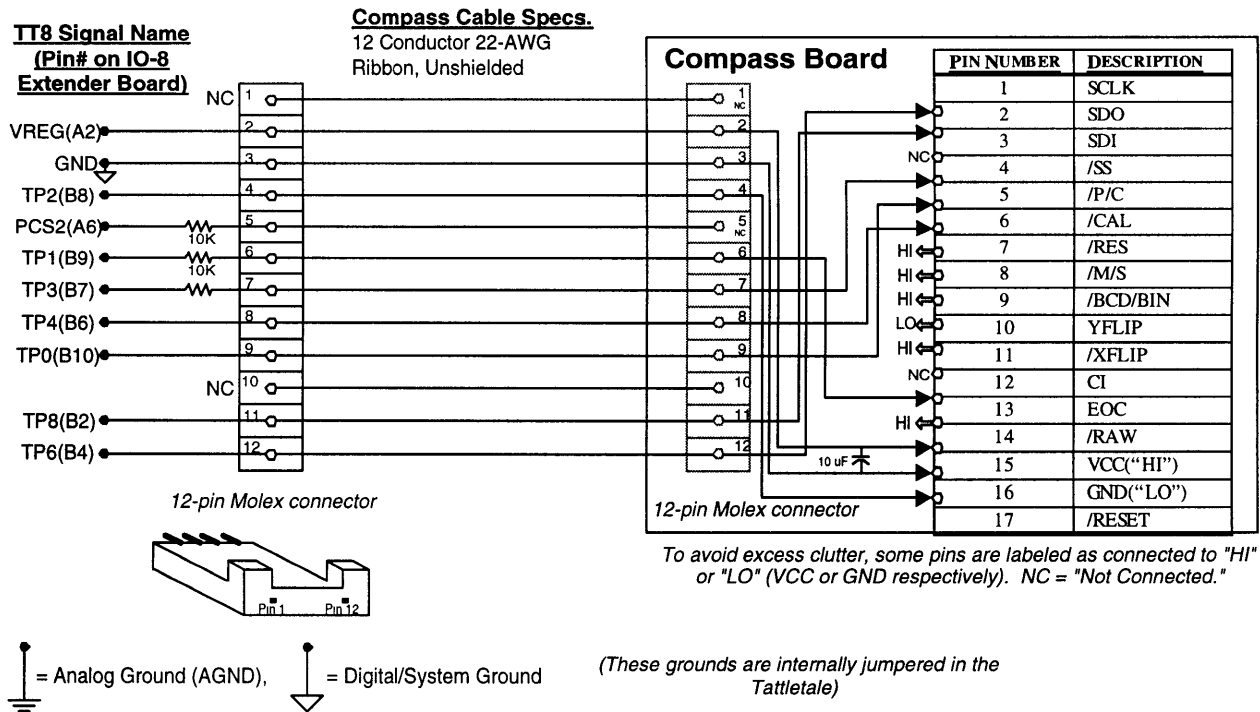 TT8 Signal Name
(Pin# on IO-8
Extender Board)
Compass Cable Specs.
12 Conductor 22-AWG
Ribbon, Unshielded
NC
VREG(A2)
GND
TP2(B8)
PCS2(A6)
10K
TP1(B9)
10K
TP3(B7)
TP4(B6)
TP0(B10)
NC
TP8(B2)
TP6(B4)
1
2
3
4
5
6
7
8
9
10
11
12
12-pin Molex connector
Pin 1
Pin 12
Compass Board
1
NC
2
3
4
5
NC
6
7
8
9
10
11
12
12-pin Molex connector
10 uF
NC
HI
HI
HI
LO
HI
NC
HI
PIN NUMBER DESCRIPTION
1 SCLK
2 SDO
3 SDI
4 /SS
5 /P/C
6 /CAL
7 /RES
8 /M/S
9 /BCD/BIN
10 YFLIP
11 /XFLIP
12 CI
13 EOC
14 /RAW
15 VCC(“HI”)
16 GND(“LO”)
17 /RESET
To avoid excess clutter, some pins are labeled as connected to "HI"
or "LO" (VCC or GND respectively). NC = "Not Connected."
= Analog Ground (AGND),
= Digital/System Ground
(These grounds are internally jumpered in the
Tattletale)